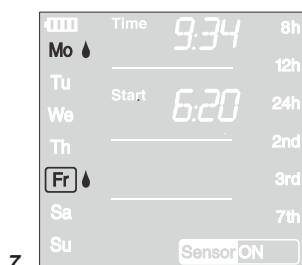 Time 9:34 8h
Mo
12h
Tu
Start 6:20 24h
We
Th 2nd
Fr 3rd
Sa 7th
Su Sensor ON
7